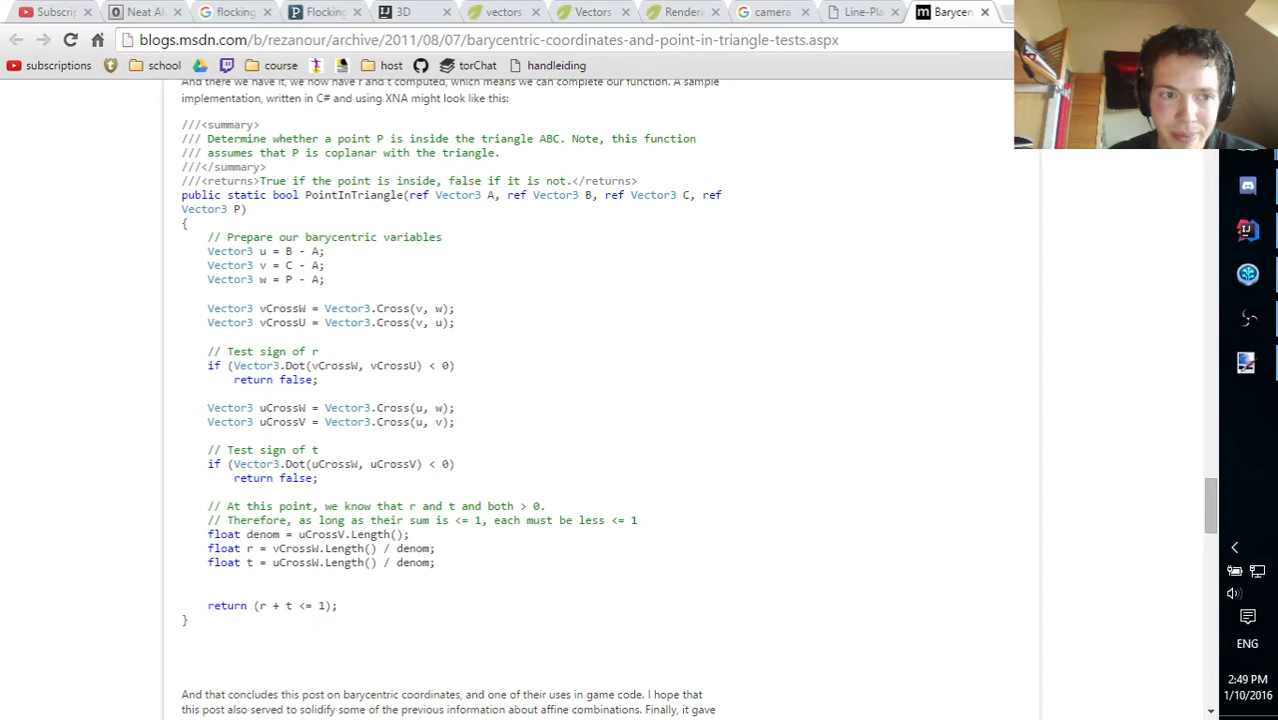 Subscrip
Neat Al
flocking
Flocking
3D
vectors
Vectors
Renderi
camera
Line-Pla
Barycen
blogs.msdn.com/b/rezanour/archive/2011/08/07/barycentric-coordinates-and-point-in-triangle-tests.aspx
subscriptions
school
course
host
torChat
handleiding
And there we have it, we now have r and t computed, which means we can complete our function. A sample
implementation, written in C# and using XNA might look like this:
///<summary>
/// Determine whether a point P is inside the triangle ABC. Note, this function
/// assumes that P is coplanar with the triangle.
///</summary>
///<returns>True if the point is inside, false if it is not.</returns>
public static bool PointInTriangle(ref Vector3 A, ref Vector3 B, ref Vector3 C, ref
Vector3 P)
{
// Prepare our barycentric variables
Vector3 u = B - A;
Vector3 v = C - A;
Vector3 w = P - A;
Vector3 vCrossW = Vector3.Cross(v, w);
Vector3 vCrossU = Vector3.Cross(v, u);
// Test sign of r
if (Vector3.Dot(vCrossW, vCrossU) < 0)
return false;
Vector3 uCrossW = Vector3.Cross(u, w);
Vector3 uCrossV = Vector3.Cross(u, v);
// Test sign of t
if (Vector3.Dot(uCrossW, uCrossV) < 0)
return false;
// At this point, we know that r and t and both > 0.
// Therefore, as long as their sum is <= 1, each must be less <= 1
float denom = uCrossV.Length();
float r = vCrossW.Length() / denom;
float t = uCrossW.Length() / denom;
return (r + t <= 1);
}
And that concludes this post on barycentric coordinates, and one of their uses in game code. I hope that
this post also served to solidify some of the previous information about affine combinations. Finally, it gave
ENG
2:49 PM
1/10/2016